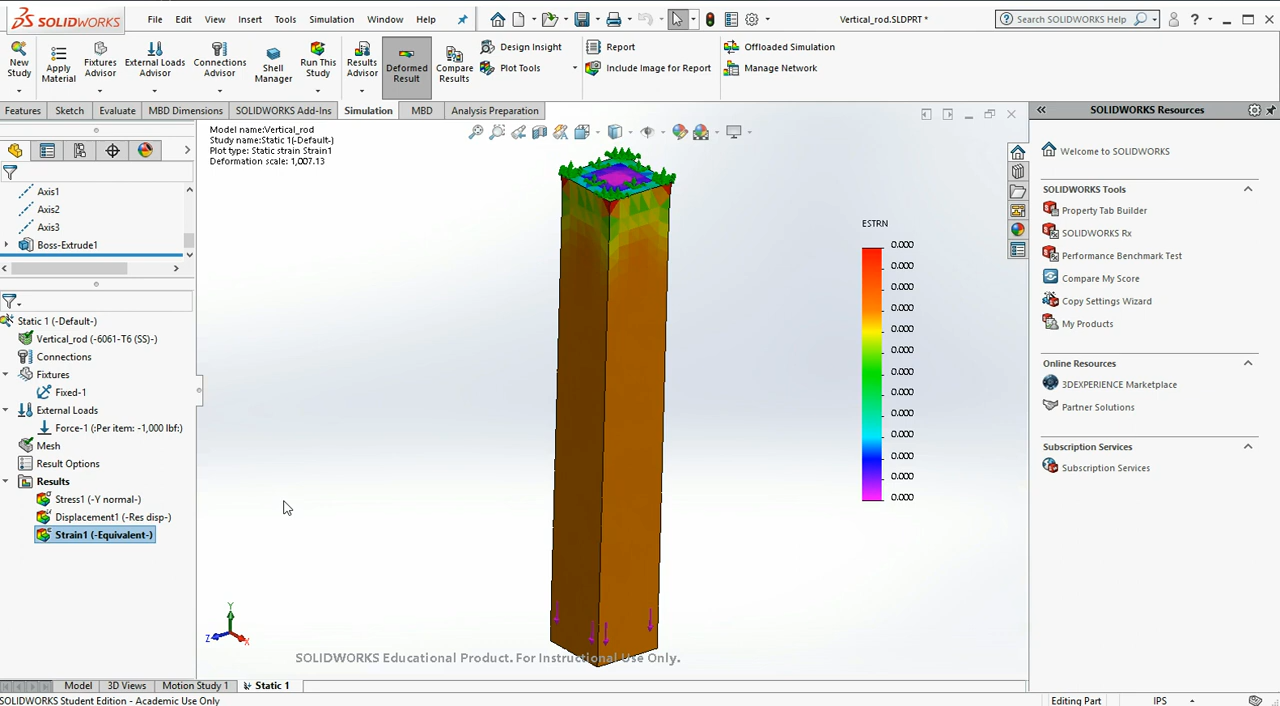 SOLIDWORKS File Edit View Insert Tools Simulation Window Help Vertical_rod.SLDPRT * Search SOLIDWORKS Help ?
New Study
Apply Material
Fixtures Advisor
External Loads Advisor
Connections Advisor
Shell Manager
Run This Study
Results Advisor
Deformed Result
Compare Results
Design Insight
Plot Tools
Report
Include Image for Report
Offloaded Simulation
Manage Network
Features Sketch Evaluate MBD Dimensions SOLIDWORKS Add-Ins Simulation MBD Analysis Preparation
Axis1
Axis2
Axis3
Boss-Extrude1
Static 1 (-Default-)
Vertical_rod (-6061-T6 (SS)-)
Connections
Fixtures
Fixed-1
External Loads
Force-1 (:Per item: -1,000 lbf:)
Mesh
Result Options
Results
Stress1 (-Y normal-)
Displacement1 (-Res disp-)
Strain1 (-Equivalent-)
Model name:Vertical_rod
Study name:Static 1(-Default-)
Plot type: Static strain Strain1
Deformation scale: 1,007.13
ESTRN
0.000
0.000
0.000
0.000
0.000
0.000
0.000
0.000
0.000
0.000
0.000
0.000
0.000
Y
Z
X
SOLIDWORKS Educational Product. For Instructional Use Only.
SOLIDWORKS Resources
Welcome to SOLIDWORKS
SOLIDWORKS Tools
Property Tab Builder
SOLIDWORKS Rx
Performance Benchmark Test
Compare My Score
Copy Settings Wizard
My Products
Online Resources
3DEXPERIENCE Marketplace
Partner Solutions
Subscription Services
Subscription Services
Model 3D Views Motion Study 1 Static 1
SOLIDWORKS Student Edition - Academic Use Only Editing Part IPS